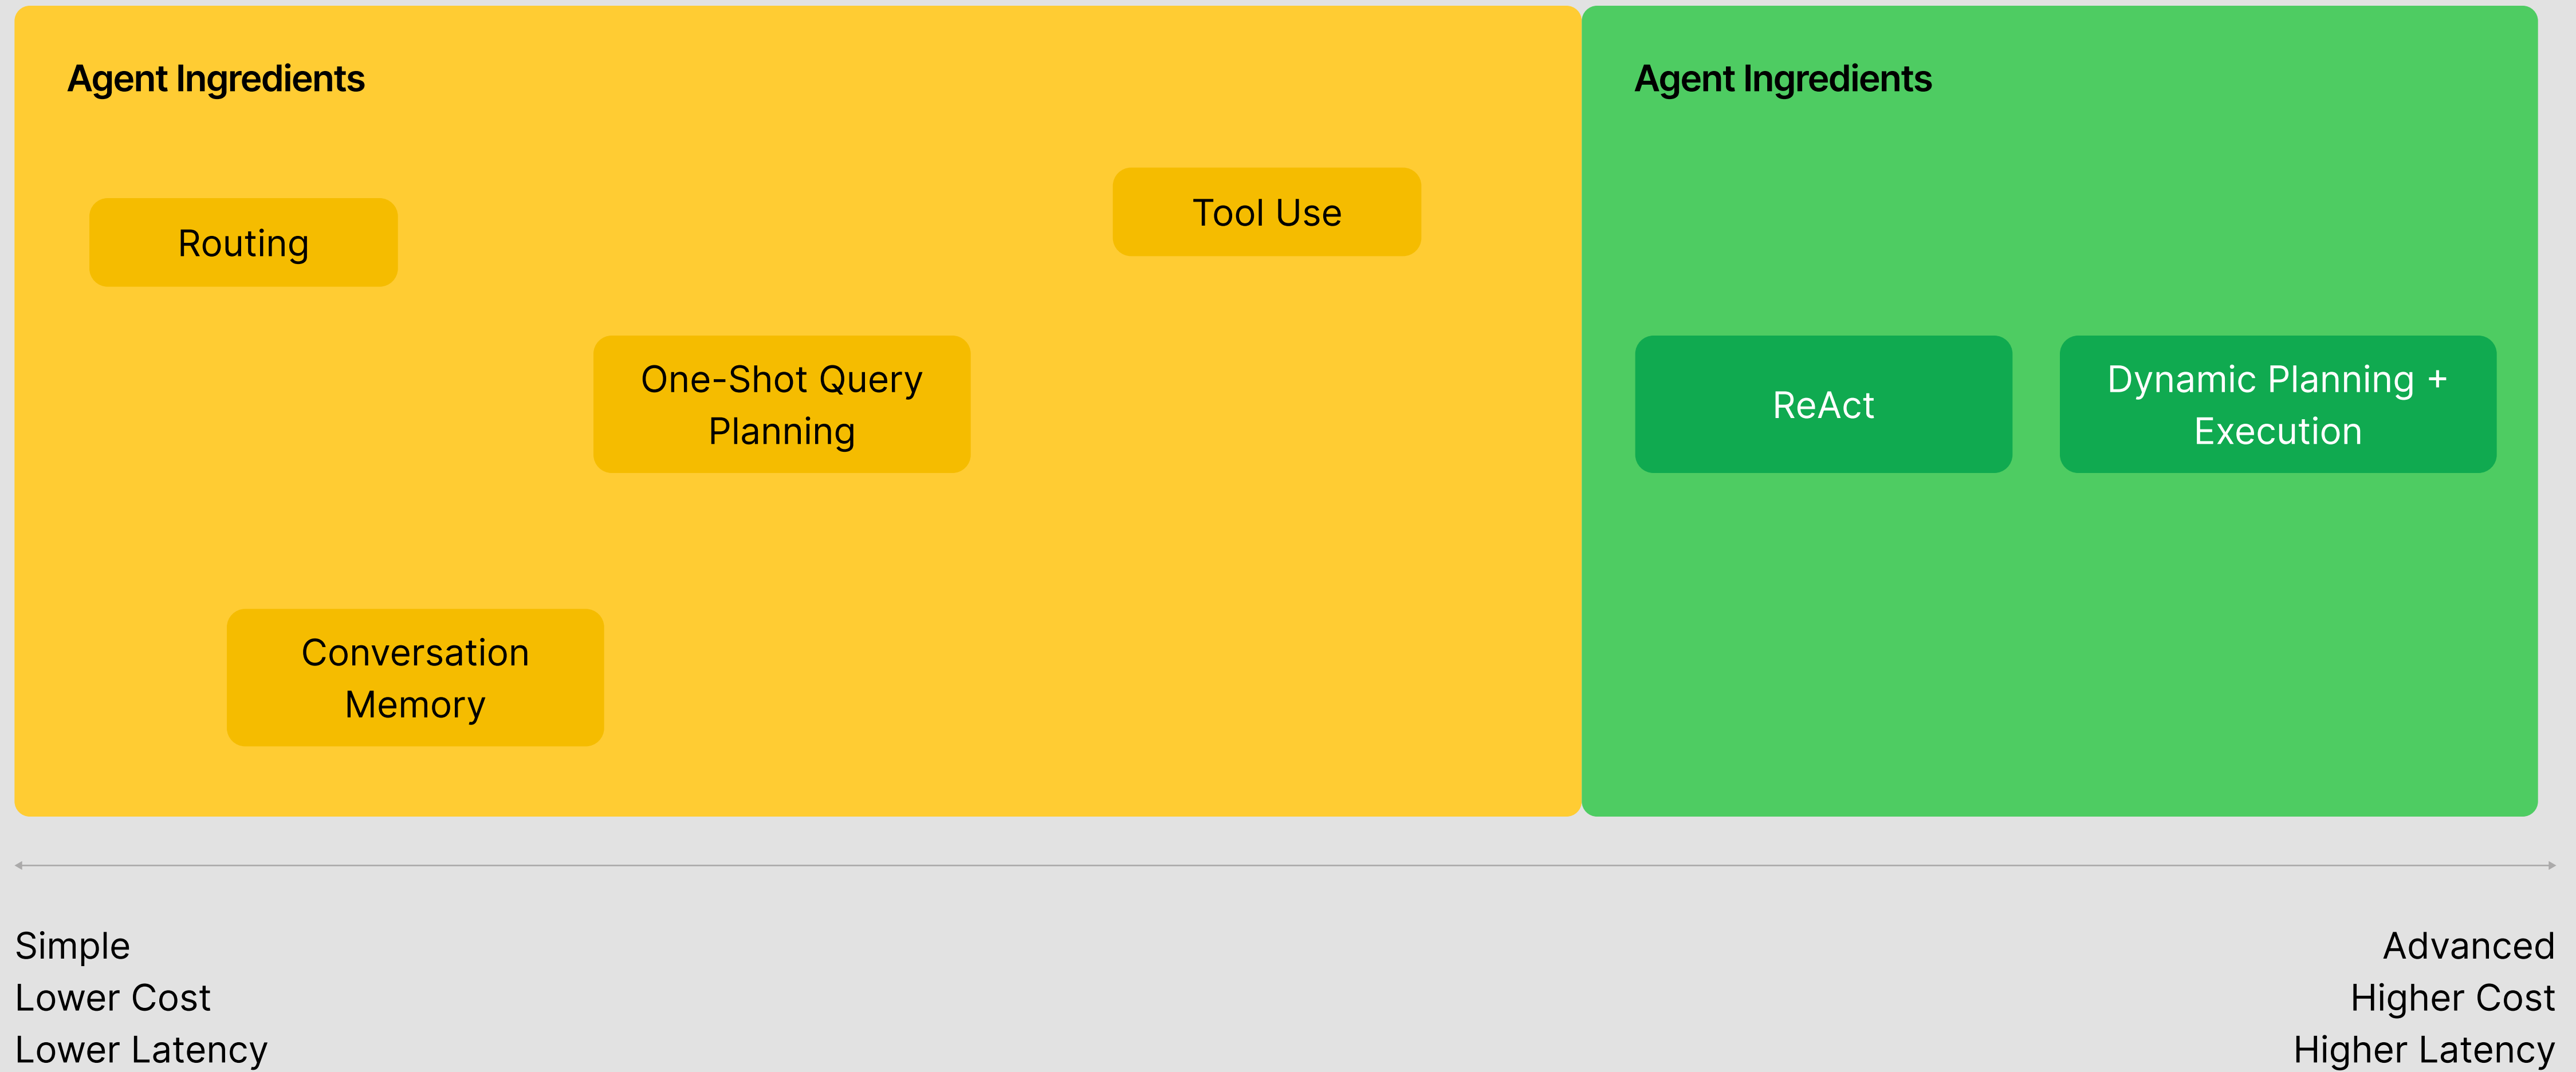 Agent Ingredients
Routing
Tool Use
One-Shot Query
Planning
Conversation
Memory
Agent Ingredients
ReAct
Dynamic Planning +
Execution
Simple
Lower Cost
Lower Latency
Advanced
Higher Cost
Higher Latency